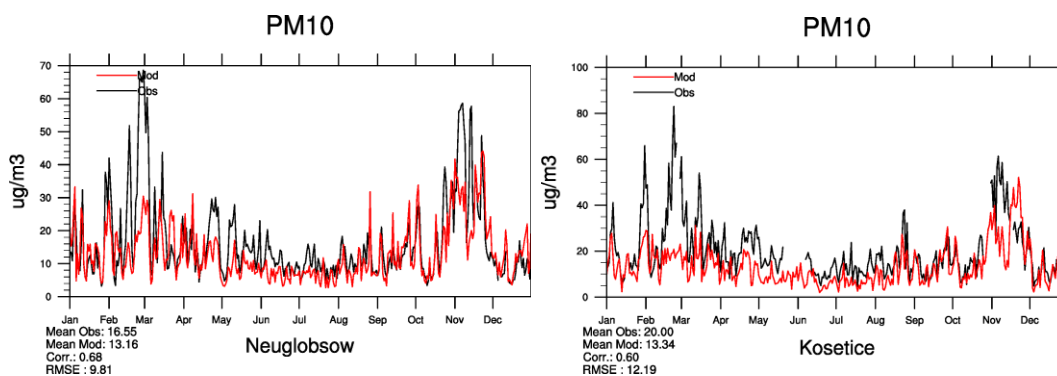 PM10
Mod
Obs
ug/m3
70
60
50
40
30
20
10
0
Jan Feb Mar Apr May Jun Jul Aug Sep Oct Nov Dec
Mean Obs: 16.55
Mean Mod: 13.16
Corr.: 0.68
RMSE : 9.81
Neuglobsow
PM10
Mod
Obs
ug/m3
100
80
60
40
20
0
Jan Feb Mar Apr May Jun Jul Aug Sep Oct Nov Dec
Mean Obs: 20.00
Mean Mod: 13.34
Corr.: 0.60
RMSE : 12.19
Kosetice